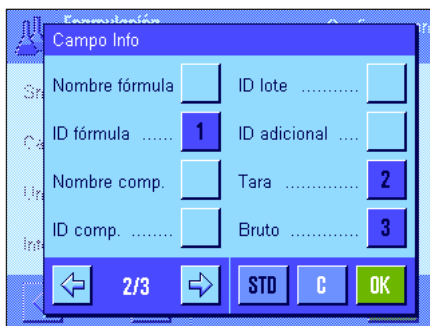 Formulación
Campo Info
Nombre fórmula
ID lote ...........
ID fórmula ...... 1
ID adicional ....
Nombre comp.
Tara ............. 2
ID comp. ........
Bruto ............ 3
2/3
STD
C
OK